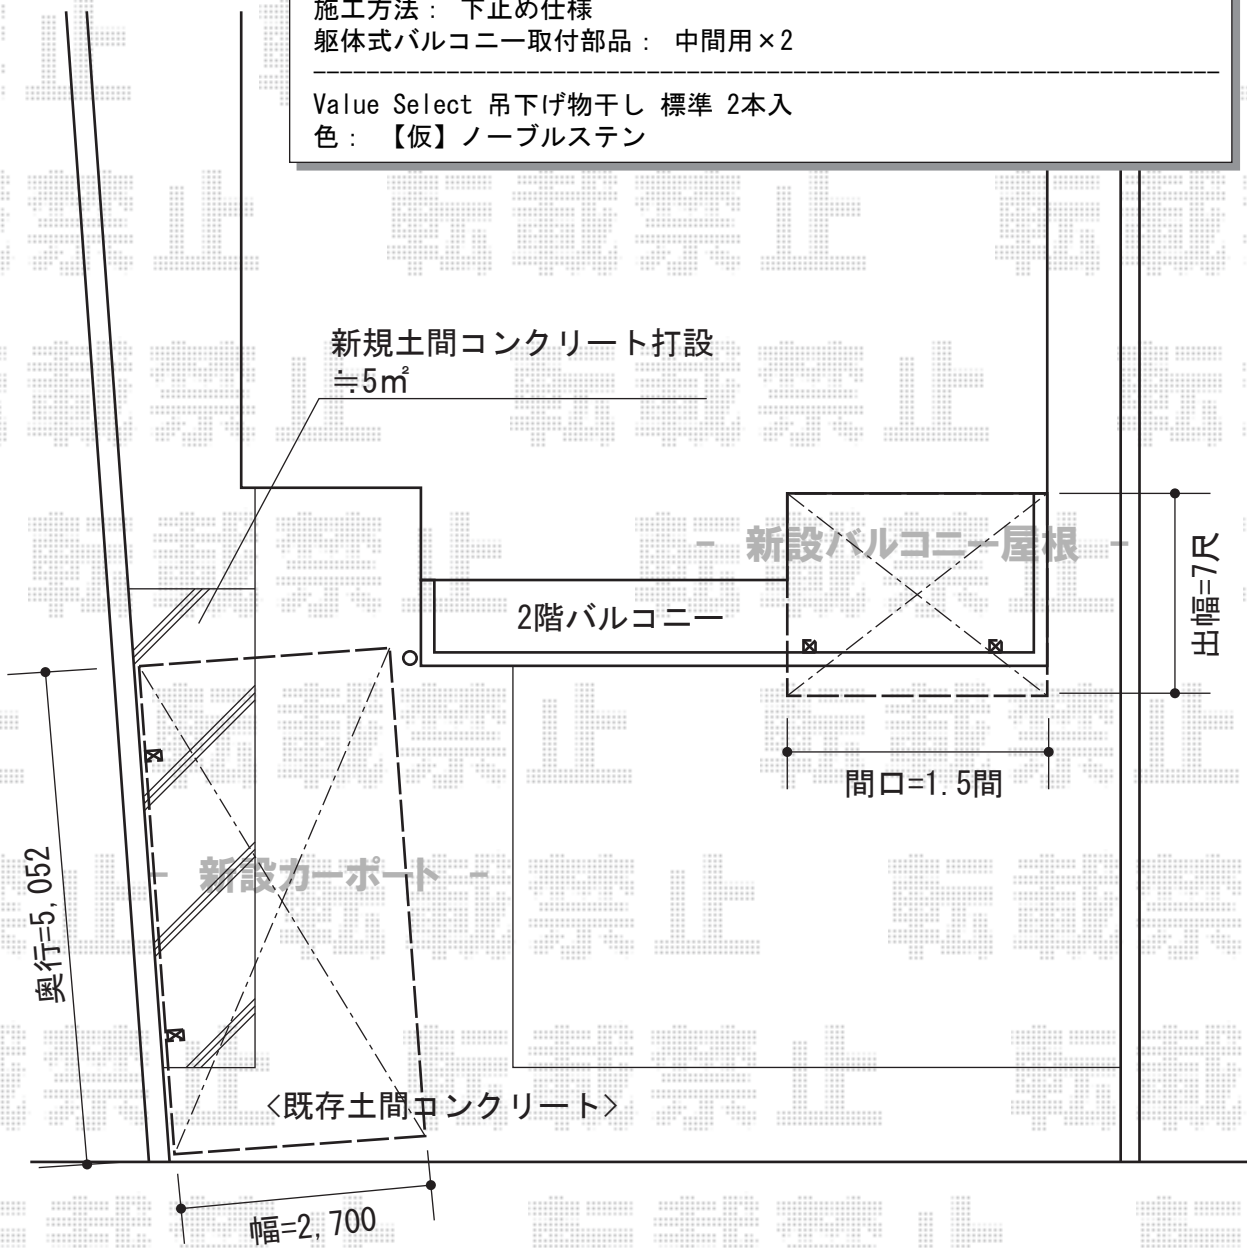 施工方法： 下止め仕様
躯体式バルコニー取付部品： 中間用×2
Value Select 吊下げ物干し 標準 2本入
色： 【仮】ノーブルステン
新規土間コンクリート打設
≒5㎡
- 新設バルコニー屋根 -
2階バルコニー
出幅=7尺
間口=1.5間
- 新設カーポート -
奥行=5,052
<既存土間コンクリート>
幅=2,700
転載禁止